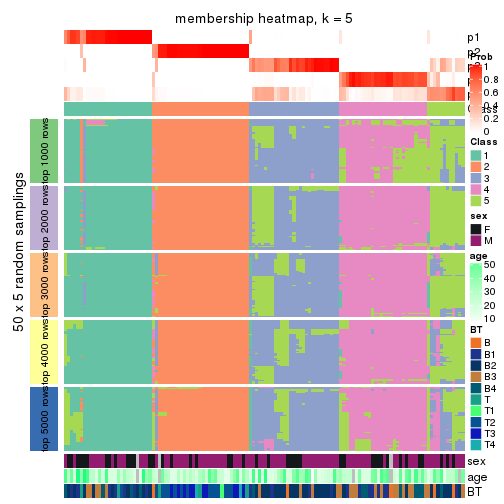 membership heatmap, k = 5
p1
p2
Prob
1
0.8
0.6
0.4
0.2
0
Class
1
2
3
4
5
sex
F
M
age
50
40
30
20
10
BT
B
B1
B2
B3
B4
T
T1
T2
T3
T4
50 x 5 random samplings
top 1000 rows
top 2000 rows
top 3000 rows
top 4000 rows
top 5000 rows
sex
age
BT